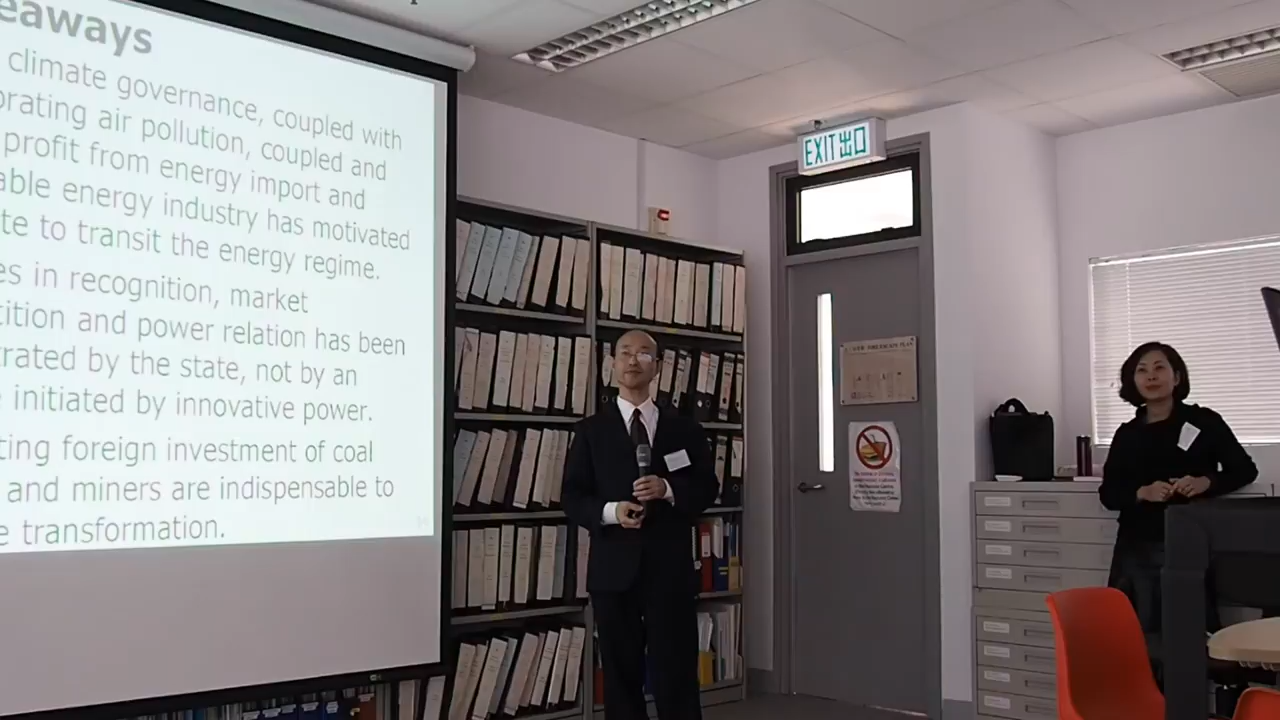 eaways
climate governance, coupled with
orating air pollution, coupled and
profit from energy import and
able energy industry has motivated
te to transit the energy regime.
es in recognition, market
ition and power relation has been
rated by the state, not by an
e initiated by innovative power.
ting foreign investment of coal
and miners are indispensable to
e transformation.
EXIT 出口